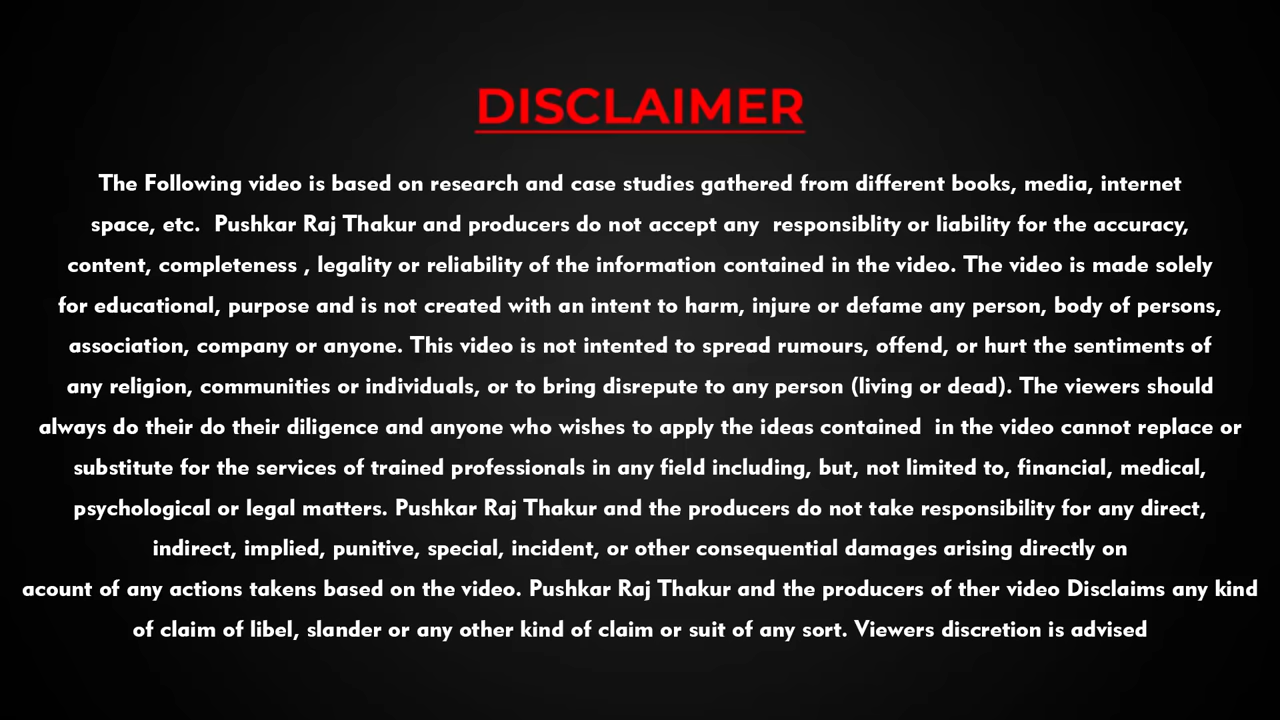 DISCLAIMER
The Following video is based on research and case studies gathered from different books, media, internet
space, etc.  Pushkar Raj Thakur and producers do not accept any  responsiblity or liability for the accuracy,
content, completeness , legality or reliability of the information contained in the video. The video is made solely
for educational, purpose and is not created with an intent to harm, injure or defame any person, body of persons,
association, company or anyone. This video is not intented to spread rumours, offend, or hurt the sentiments of
any religion, communities or individuals, or to bring disrepute to any person (living or dead). The viewers should
always do their do their diligence and anyone who wishes to apply the ideas contained  in the video cannot replace or
substitute for the services of trained professionals in any field including, but, not limited to, financial, medical,
psychological or legal matters. Pushkar Raj Thakur and the producers do not take responsibility for any direct,
indirect, implied, punitive, special, incident, or other consequential damages arising directly on
acount of any actions takens based on the video. Pushkar Raj Thakur and the producers of ther video Disclaims any kind
of claim of libel, slander or any other kind of claim or suit of any sort. Viewers discretion is advised